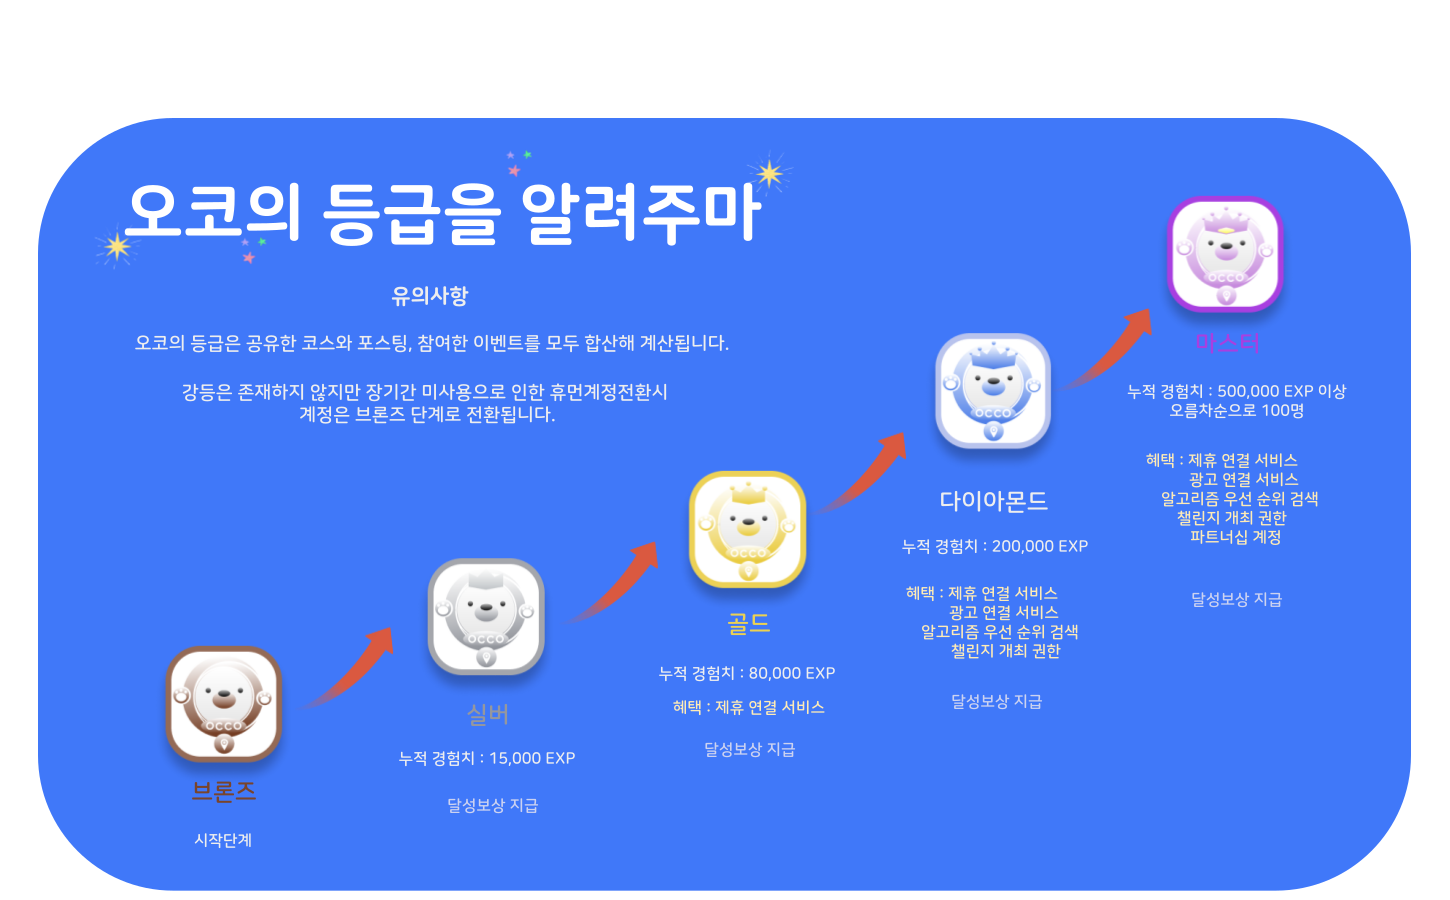 오코의 등급을 알려주마
유의사항
오코의 등급은 공유한 코스와 포스팅, 참여한 이벤트를 모두 합산해 계산됩니다.
강등은 존재하지 않지만 장기간 미사용으로 인한 휴먼계정전환시
계정은 브론즈 단계로 전환됩니다.
OCCO
브론즈
시작단계
OCCO
실버
누적 경험치 : 15,000 EXP
달성보상 지급
OCCO
골드
누적 경험치 : 80,000 EXP
혜택 : 제휴 연결 서비스
달성보상 지급
OCCO
다이아몬드
누적 경험치 : 200,000 EXP
혜택 : 제휴 연결 서비스
광고 연결 서비스
알고리즘 우선 순위 검색
챌린지 개최 권한
달성보상 지급
OCCO
마스터
누적 경험치 : 500,000 EXP 이상
오름차순으로 100명
혜택 : 제휴 연결 서비스
광고 연결 서비스
알고리즘 우선 순위 검색
챌린지 개최 권한
파트너십 계정
달성보상 지급